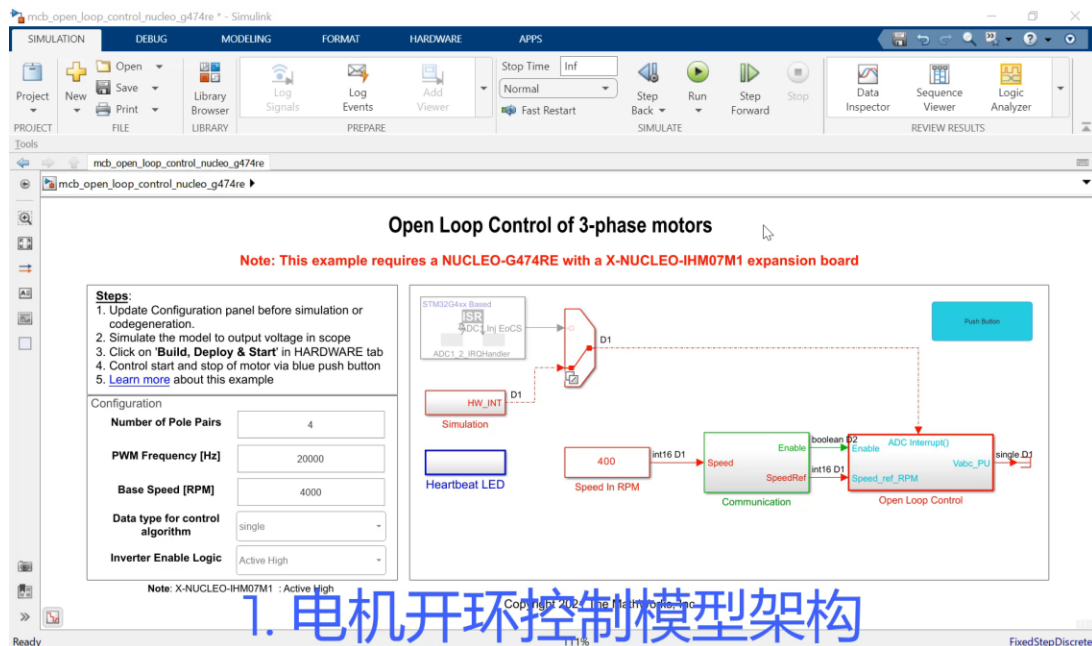 mcb_open_loop_control_nucleo_g474re * - Simulink
SIMULATION DEBUG MODELING FORMAT HARDWARE APPS
Project
New
Open
Save
Print
Library Browser
Log Signals
Log Events
Add Viewer
Stop Time Inf
Normal
Fast Restart
Step Back
Run
Step Forward
Stop
Data Inspector
Sequence Viewer
Logic Analyzer
PROJECT FILE LIBRARY PREPARE SIMULATE REVIEW RESULTS
Tools
mcb_open_loop_control_nucleo_g474re
mcb_open_loop_control_nucleo_g474re
Open Loop Control of 3-phase motors
Note: This example requires a NUCLEO-G474RE with a X-NUCLEO-IHM07M1 expansion board
Steps:
1. Update Configuration panel before simulation or
codegeneration.
2. Simulate the model to output voltage in scope
3. Click on 'Build, Deploy & Start' in HARDWARE tab
4. Control start and stop of motor via blue push button
5. Learn more about this example
Configuration
Number of Pole Pairs 4
PWM Frequency [Hz] 20000
Base Speed [RPM] 4000
Data type for control
algorithm
single
Inverter Enable Logic Active High
Note: X-NUCLEO-IHM07M1 : Active High
STM32G4xx Based
ISR
ADC1_Inj EoCS
ADC1_2_IRQHandler
D1
HW_INT
D1
Simulation
Heartbeat LED
400
int16 D1
Speed In RPM
Speed
Enable
SpeedRef
Communication
boolean D2
int16 D1
ADC Interrupt()
Enable
Vabc_PU
Speed_ref_RPM
single D1
Open Loop Control
Push Button
1. 电机开环控制模型架构
Ready
111%
FixedStepDiscrete